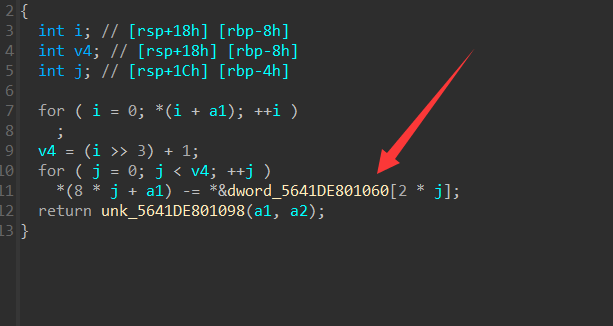 2 {
3 int i; // [rsp+18h] [rbp-8h]
4 int v4; // [rsp+18h] [rbp-8h]
5 int j; // [rsp+1Ch] [rbp-4h]
6
7 for ( i = 0; *(i + a1); ++i )
8 ;
9 v4 = (i >> 3) + 1;
10 for ( j = 0; j < v4; ++j )
11 *(8 * j + a1) -= *&dword_5641DE801060[2 * j];
12 return unk_5641DE801098(a1, a2);
13 }